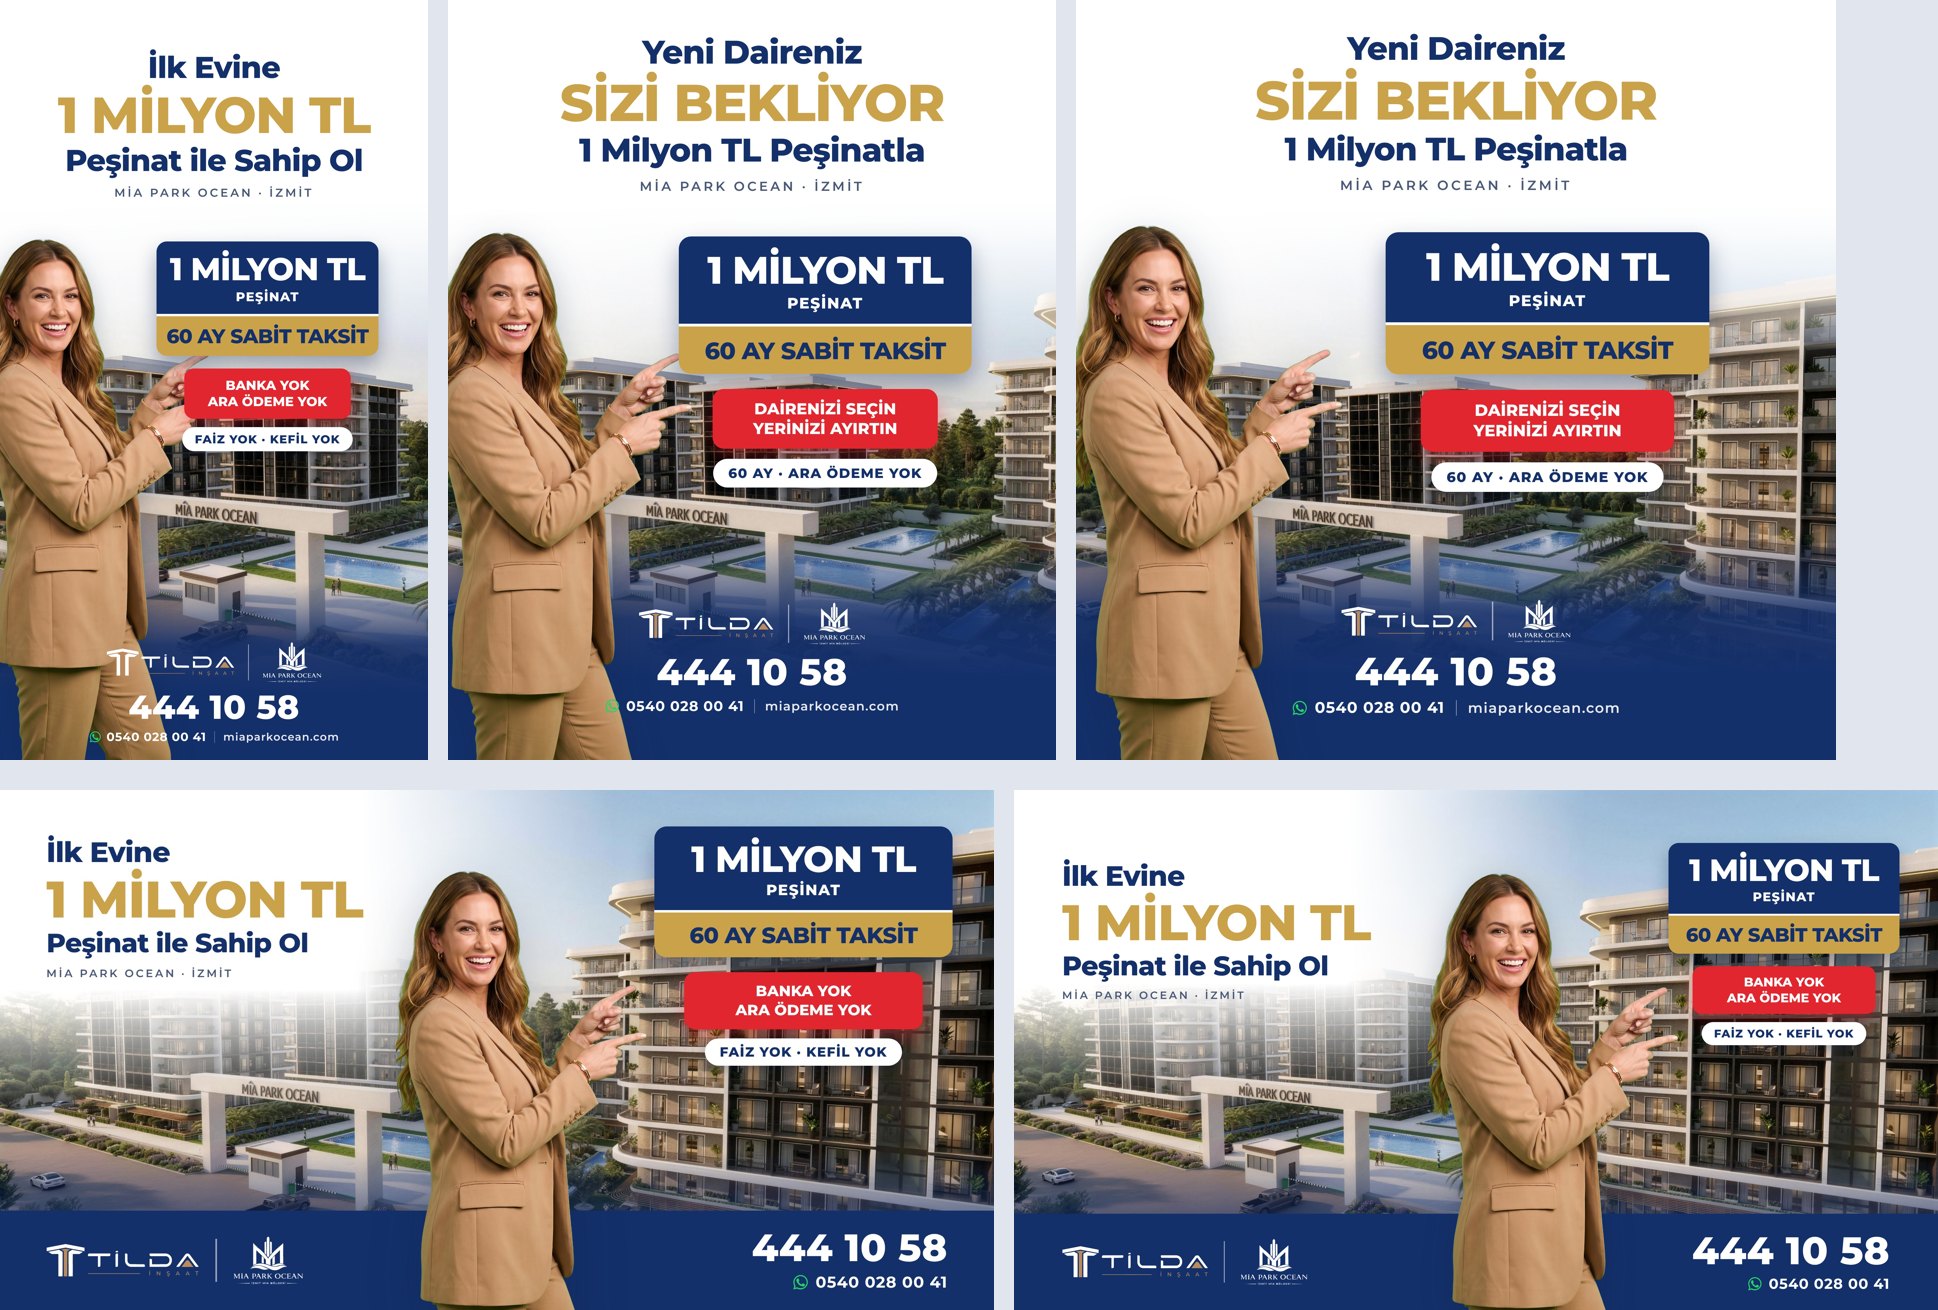 İlk Evine
1 MİLYON TL
Peşinat ile Sahip Ol
MİA PARK OCEAN · İZMİT
1 MİLYON TL
PEŞİNAT
60 AY SABİT TAKSİT
BANKA YOK
ARA ÖDEME YOK
FAİZ YOK · KEFİL YOK
MİA PARK OCEAN
TİLDA
İNŞAAT
MIA PARK OCEAN
444 10 58
0540 028 00 41 | miaparkocean.com
Yeni Daireniz
SİZİ BEKLİYOR
1 Milyon TL Peşinatla
MİA PARK OCEAN · İZMİT
1 MİLYON TL
PEŞİNAT
60 AY SABİT TAKSİT
DAİRENİZİ SEÇİN
YERİNİZİ AYIRTIN
60 AY · ARA ÖDEME YOK
MİA PARK OCEAN
TİLDA
İNŞAAT
MIA PARK OCEAN
444 10 58
0540 028 00 41 | miaparkocean.com
Yeni Daireniz
SİZİ BEKLİYOR
1 Milyon TL Peşinatla
MİA PARK OCEAN · İZMİT
1 MİLYON TL
PEŞİNAT
60 AY SABİT TAKSİT
DAİRENİZİ SEÇİN
YERİNİZİ AYIRTIN
60 AY · ARA ÖDEME YOK
MİA PARK OCEAN
TİLDA
İNŞAAT
MIA PARK OCEAN
444 10 58
0540 028 00 41 | miaparkocean.com
İlk Evine
1 MİLYON TL
Peşinat ile Sahip Ol
MİA PARK OCEAN · İZMİT
1 MİLYON TL
PEŞİNAT
60 AY SABİT TAKSİT
BANKA YOK
ARA ÖDEME YOK
FAİZ YOK · KEFİL YOK
MİA PARK OCEAN
TİLDA
İNŞAAT
MIA PARK OCEAN
444 10 58
0540 028 00 41
İlk Evine
1 MİLYON TL
Peşinat ile Sahip Ol
MİA PARK OCEAN · İZMİT
1 MİLYON TL
PEŞİNAT
60 AY SABİT TAKSİT
BANKA YOK
ARA ÖDEME YOK
FAİZ YOK · KEFİL YOK
MİA PARK OCEAN
TİLDA
İNŞAAT
MIA PARK OCEAN
444 10 58
0540 028 00 41